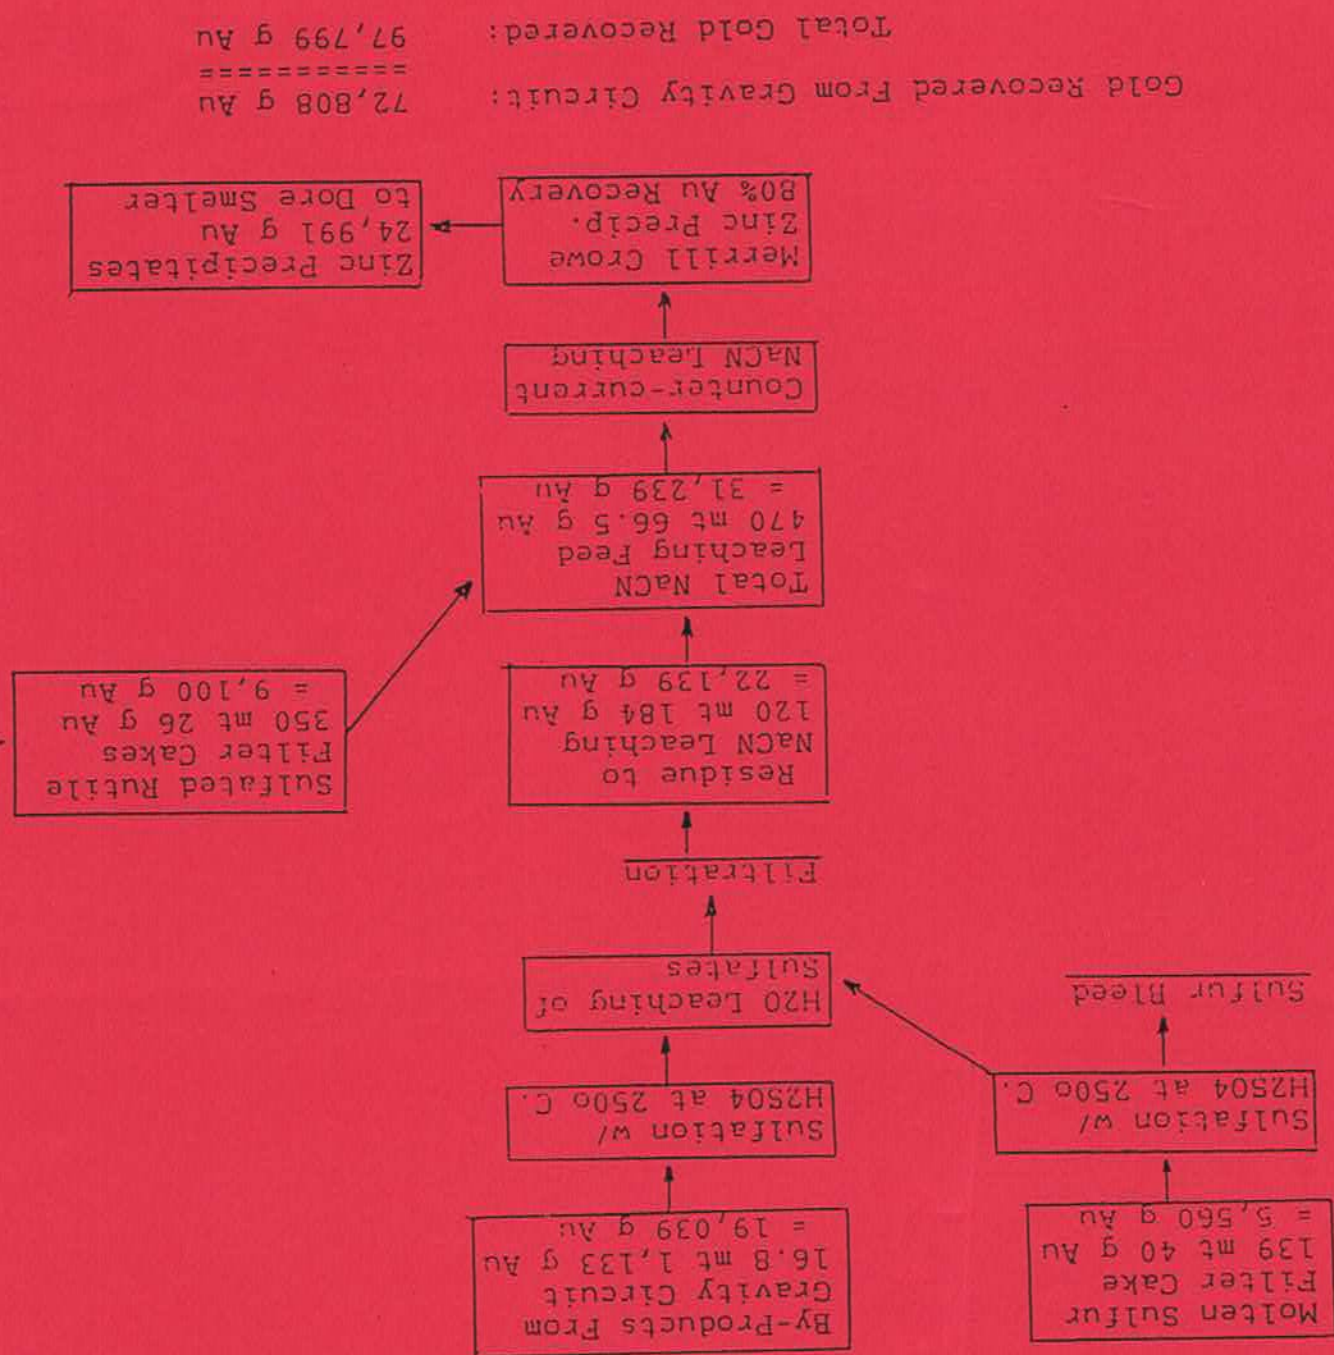 Molten Sulfur
Filter Cake
139 mt 40 g Au
= 5,560 g Au
By-Products From
Gravity Circuit
16.8 mt 1,133 g Au
= 19,039 g Au
Sulfation w/
H2SO4 at 250o C.
Sulfation w/
H2SO4 at 250o C.
Sulfur Bleed
H2O Leaching of
Sulfates
Filtration
Residue to
NaCN Leaching
120 mt 184 g Au
= 22,139 g Au
Sulfated Rutile
Filter Cakes
350 mt 26 g Au
= 9,100 g Au
Total NaCN
Leaching Feed
470 mt 66.5 g Au
= 31,239 g Au
Counter-current
NaCN Leaching
Merrill Crowe
Zinc Precip.
80% Au Recovery
Zinc Precipitates
24,991 g Au
to Dore Smelter
Gold Recovered From Gravity Circuit: 72,808 g Au
===========
Total Gold Recovered: 97,799 g Au